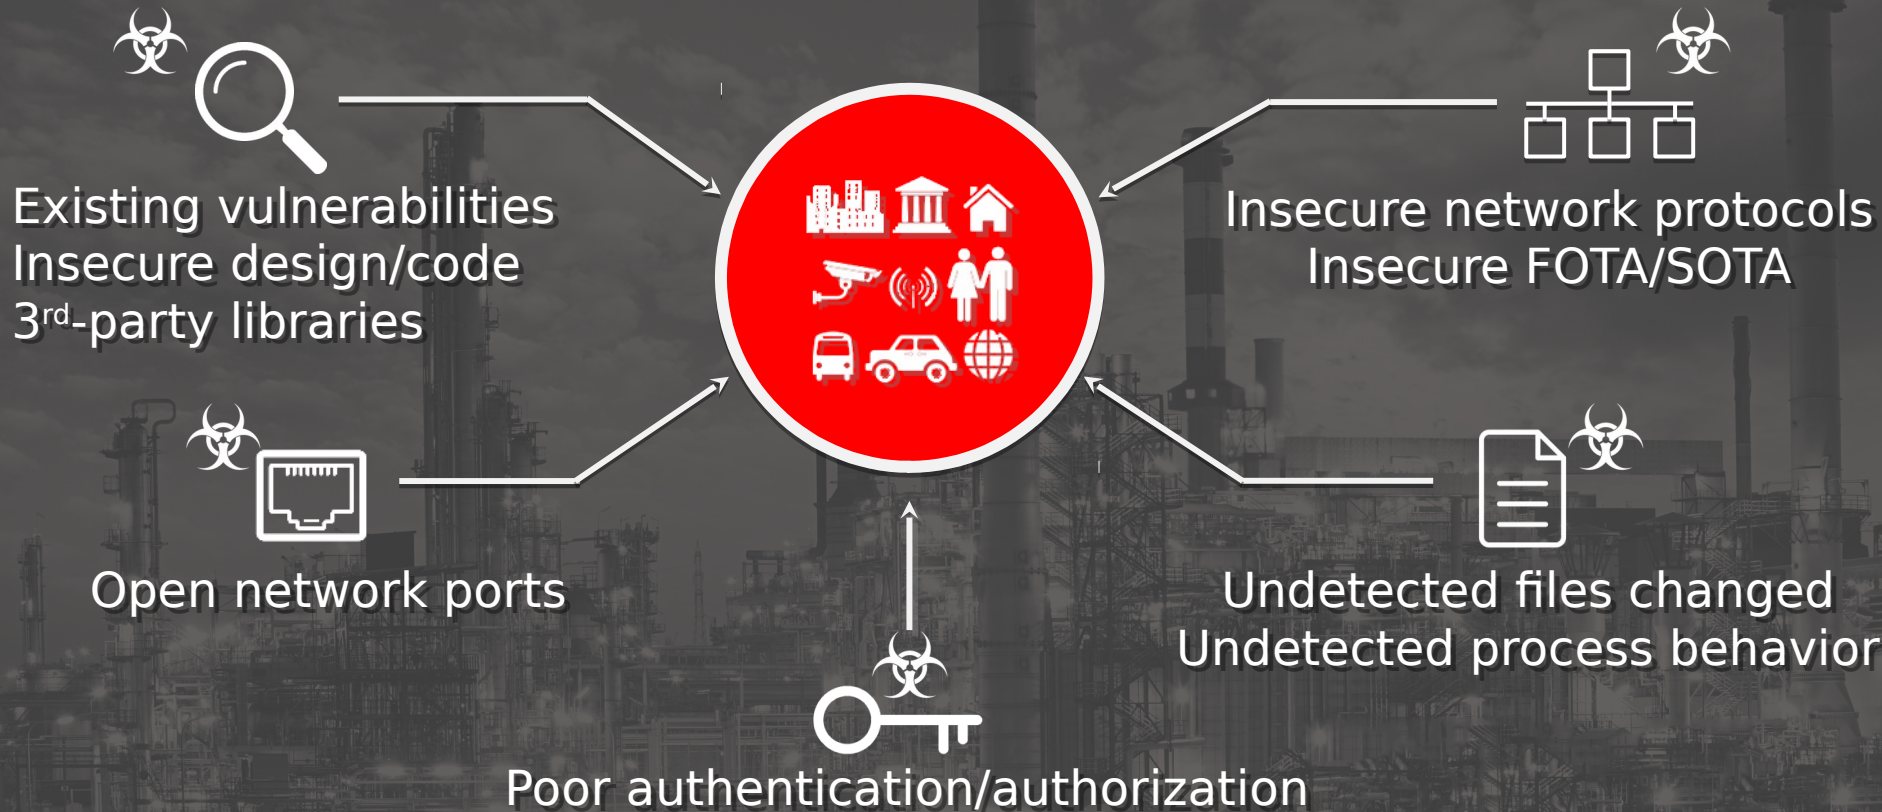 Existing vulnerabilities
Insecure design/code
3rd-party libraries
Insecure network protocols
Insecure FOTA/SOTA
Open network ports
Undetected files changed
Undetected process behavior
Poor authentication/authorization